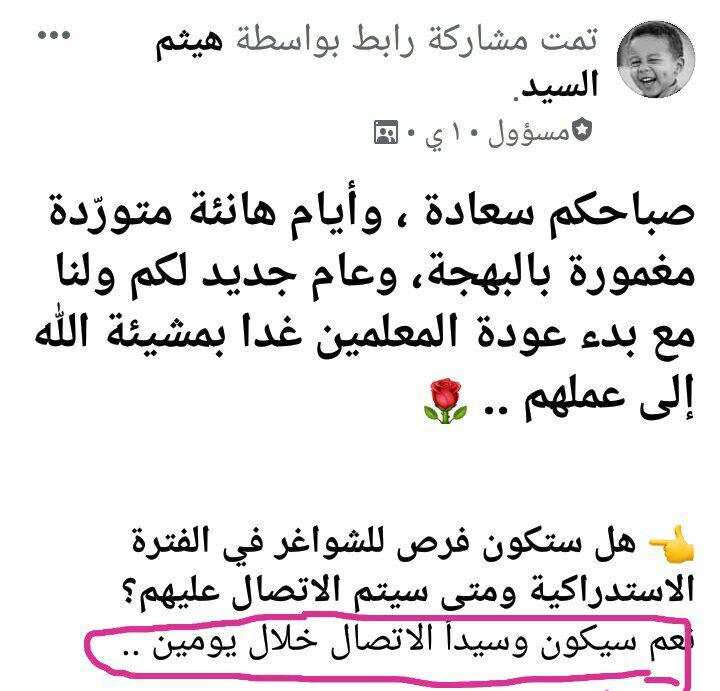 تمت مشاركة رابط بواسطة هيثم
السيد.
مسؤول • ١ ي •
صباحكم سعادة ، وأيام هانئة متورّدة
مغمورة بالبهجة، وعام جديد لكم ولنا
مع بدء عودة المعلمين غدا بمشيئة الله
إلى عملهم .. 🌹
👈 هل ستكون فرص للشواغر في الفترة
الاستدراكية ومتى سيتم الاتصال عليهم؟
نعم سيكون وسيدأ الاتصال خلال يومين ..